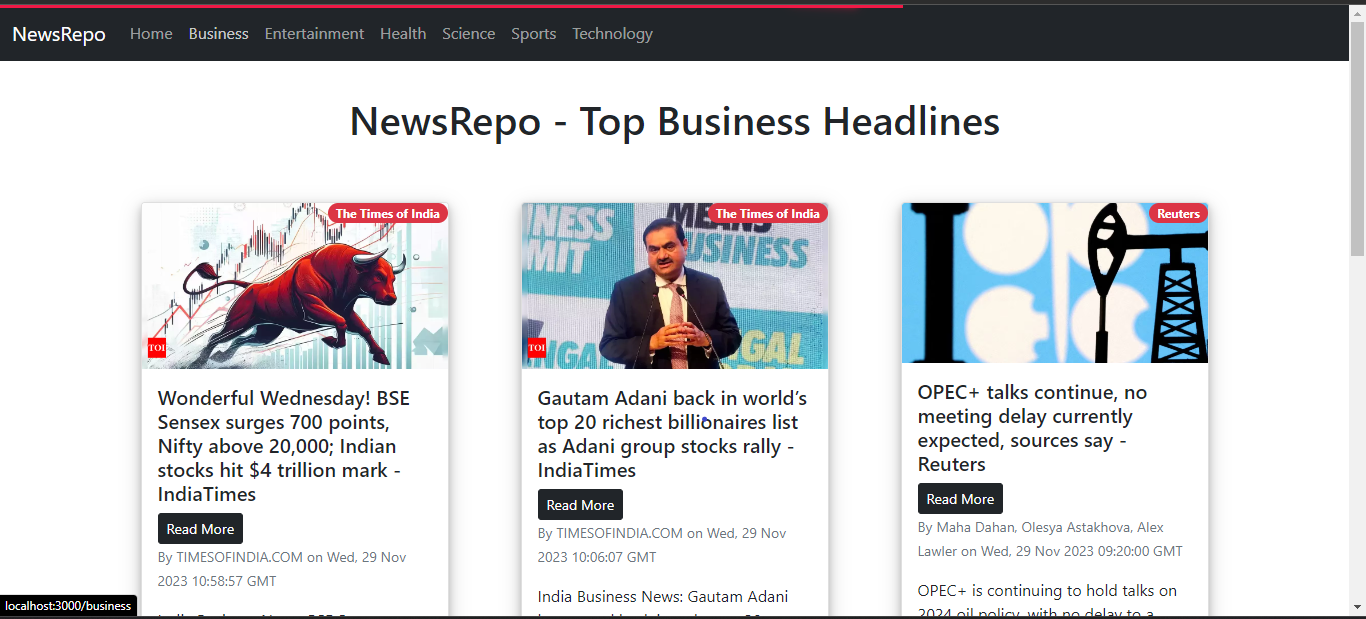 NewsRepo Home Business Entertainment Health Science Sports Technology
NewsRepo - Top Business Headlines
The Times of India
TOI
Wonderful Wednesday! BSE
Sensex surges 700 points,
Nifty above 20,000; Indian
stocks hit $4 trillion mark -
IndiaTimes
Read More
By TIMESOFINDIA.COM on Wed, 29 Nov
2023 10:58:57 GMT
The Times of India
NESS
MIT
MEANS
BUSINESS
TOI
NGA
GAL
Gautam Adani back in world’s
top 20 richest billionaires list
as Adani group stocks rally -
IndiaTimes
Read More
By TIMESOFINDIA.COM on Wed, 29 Nov
2023 10:06:07 GMT
India Business News: Gautam Adani
Reuters
OPEC+ talks continue, no
meeting delay currently
expected, sources say -
Reuters
Read More
By Maha Dahan, Olesya Astakhova, Alex
Lawler on Wed, 29 Nov 2023 09:20:00 GMT
OPEC+ is continuing to hold talks on
2024 oil policy, with no delay to a
localhost:3000/business